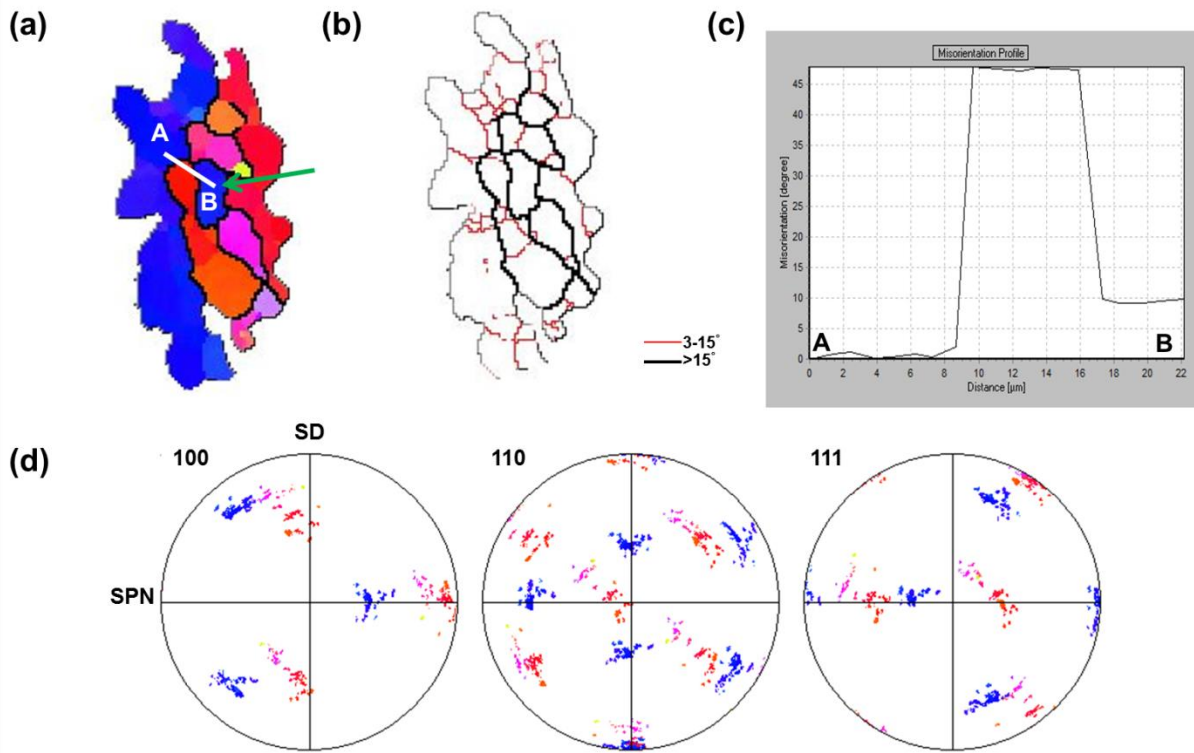 (a)
(b)
(c)
A
B
3-15°
>15°
Misorientation Profile
Misorientation [degree]
45
40
35
30
25
20
15
10
5
0
A
B
0 2 4 6 8 10 12 14 16 18 20 22
Distance [µm]
(d)
100
SD
SPN
110
111